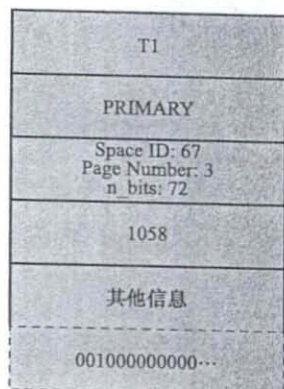 T1
PRIMARY
Space ID: 67
Page Number: 3
n_bits: 72
1058
其他信息
001000000000…